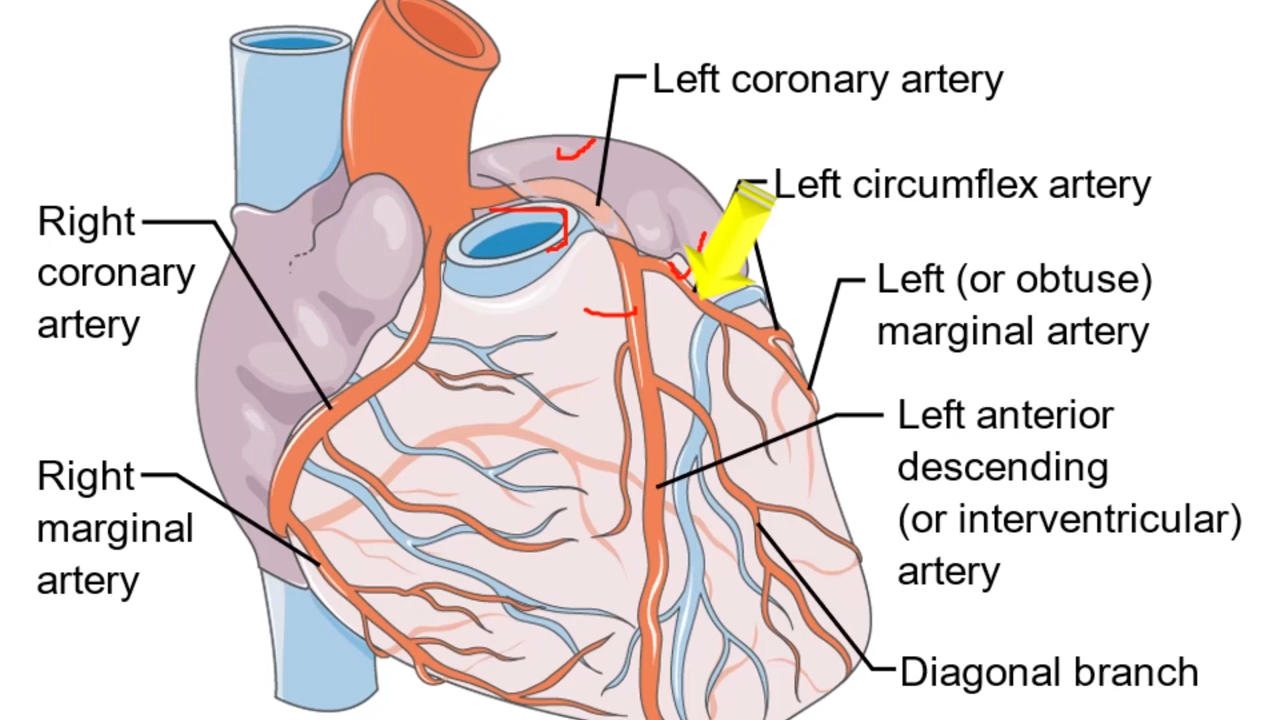 Left coronary artery
Left circumflex artery
Right
coronary
artery
Left (or obtuse)
marginal artery
Left anterior
descending
(or interventricular)
artery
Right
marginal
artery
Diagonal branch